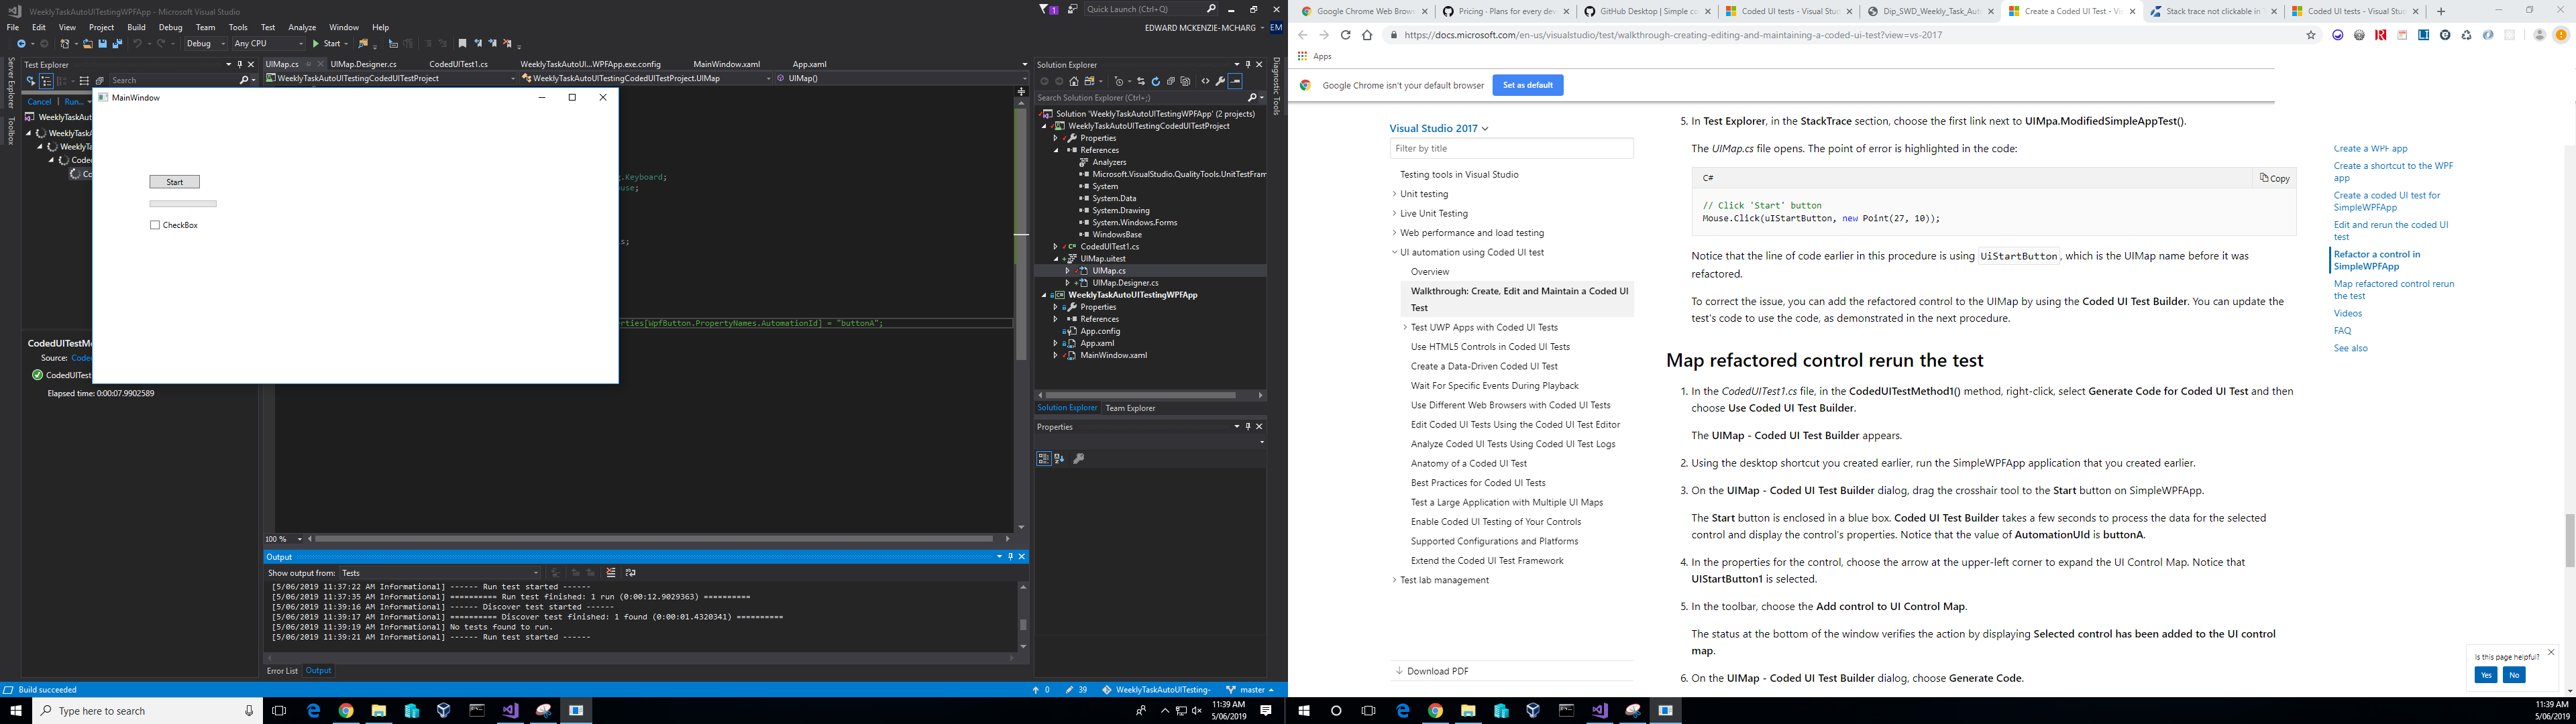 WeeklyTaskAutoUITestingWPFApp - Microsoft Visual Studio
Quick Launch (Ctrl+Q)
File Edit View Project Build Debug Team Tools Test Analyze Window Help
EDWARD MCKENZIE-MCHARG EM
Debug Any CPU Start
Server Explorer
Toolbox
Test Explorer
Search
Cancel | Run...
WeeklyTaskAut
WeeklyTaskA
WeeklyTa
Coded
Co
CodedUITestMe
Source: Coded
CodedUITest
Elapsed time: 0:00:07.9902589
MainWindow
Start
CheckBox
UIMap.cs UIMap.Designer.cs CodedUITest1.cs WeeklyTaskAutoUI...WPFApp.exe.config MainWindow.xaml App.xaml
WeeklyTaskAutoUITestingCodedUITestProject WeeklyTaskAutoUITestingCodedUITestProject.UIMap UIMap()
g.Keyboard;
ouse;
ls;
erties[WpfButton.PropertyNames.AutomationId] = "buttonA";
100 %
Output
Show output from: Tests
[5/06/2019 11:37:22 AM Informational] ------ Run test started ------
[5/06/2019 11:37:35 AM Informational] ========== Run test finished: 1 run (0:00:12.9029363) ==========
[5/06/2019 11:39:16 AM Informational] ------ Discover test started ------
[5/06/2019 11:39:17 AM Informational] ========== Discover test finished: 1 found (0:00:01.4320341) ==========
[5/06/2019 11:39:19 AM Informational] No tests found to run.
[5/06/2019 11:39:21 AM Informational] ------ Run test started ------
Error List Output
Solution Explorer
Search Solution Explorer (Ctrl+;)
Solution 'WeeklyTaskAutoUITestingWPFApp' (2 projects)
WeeklyTaskAutoUITestingCodedUITestProject
Properties
References
Analyzers
Microsoft.VisualStudio.QualityTools.UnitTestFram
System
System.Data
System.Drawing
System.Windows.Forms
WindowsBase
CodedUITest1.cs
UIMap.uitest
UIMap.cs
UIMap.Designer.cs
WeeklyTaskAutoUITestingWPFApp
Properties
References
App.config
App.xaml
MainWindow.xaml
Solution Explorer Team Explorer
Properties
Diagnostic Tools
Build succeeded
0 39 WeeklyTaskAutoUITesting- master
Type here to search
11:39 AM
5/06/2019
Google Chrome Web Brows
Pricing · Plans for every dev
GitHub Desktop | Simple co
Coded UI tests - Visual Stud
Dip_SWD_Weekly_Task_Auto
Create a Coded UI Test - Vis
Stack trace not clickable in T
Coded UI tests - Visual Stud
https://docs.microsoft.com/en-us/visualstudio/test/walkthrough-creating-editing-and-maintaining-a-coded-ui-test?view=vs-2017
Apps
Google Chrome isn't your default browser Set as default
Visual Studio 2017
Filter by title
Testing tools in Visual Studio
Unit testing
Live Unit Testing
Web performance and load testing
UI automation using Coded UI test
Overview
Walkthrough: Create, Edit and Maintain a Coded UI
Test
Test UWP Apps with Coded UI Tests
Use HTML5 Controls in Coded UI Tests
Create a Data-Driven Coded UI Test
Wait For Specific Events During Playback
Use Different Web Browsers with Coded UI Tests
Edit Coded UI Tests Using the Coded UI Test Editor
Analyze Coded UI Tests Using Coded UI Test Logs
Anatomy of a Coded UI Test
Best Practices for Coded UI Tests
Test a Large Application with Multiple UI Maps
Enable Coded UI Testing of Your Controls
Supported Configurations and Platforms
Extend the Coded UI Test Framework
Test lab management
Download PDF
5. In Test Explorer, in the StackTrace section, choose the first link next to UIMpa.ModifiedSimpleAppTest().
The UIMap.cs file opens. The point of error is highlighted in the code:
C# Copy
// Click 'Start' button
Mouse.Click(uIStartButton, new Point(27, 10));
Notice that the line of code earlier in this procedure is using UiStartButton, which is the UIMap name before it was
refactored.
To correct the issue, you can add the refactored control to the UIMap by using the Coded UI Test Builder. You can update the
test's code to use the code, as demonstrated in the next procedure.
Map refactored control rerun the test
1. In the CodedUITest1.cs file, in the CodedUITestMethod1() method, right-click, select Generate Code for Coded UI Test and then
choose Use Coded UI Test Builder.
The UIMap - Coded UI Test Builder appears.
2. Using the desktop shortcut you created earlier, run the SimpleWPFApp application that you created earlier.
3. On the UIMap - Coded UI Test Builder dialog, drag the crosshair tool to the Start button on SimpleWPFApp.
The Start button is enclosed in a blue box. Coded UI Test Builder takes a few seconds to process the data for the selected
control and display the control's properties. Notice that the value of AutomationUId is buttonA.
4. In the properties for the control, choose the arrow at the upper-left corner to expand the UI Control Map. Notice that
UIStartButton1 is selected.
5. In the toolbar, choose the Add control to UI Control Map.
The status at the bottom of the window verifies the action by displaying Selected control has been added to the UI control
map.
6. On the UIMap - Coded UI Test Builder dialog, choose Generate Code.
Create a WPF app
Create a shortcut to the WPF
app
Create a coded UI test for
SimpleWPFApp
Edit and rerun the coded UI
test
Refactor a control in
SimpleWPFApp
Map refactored control rerun
the test
Videos
FAQ
See also
Is this page helpful?
Yes No
11:39 AM
5/06/2019